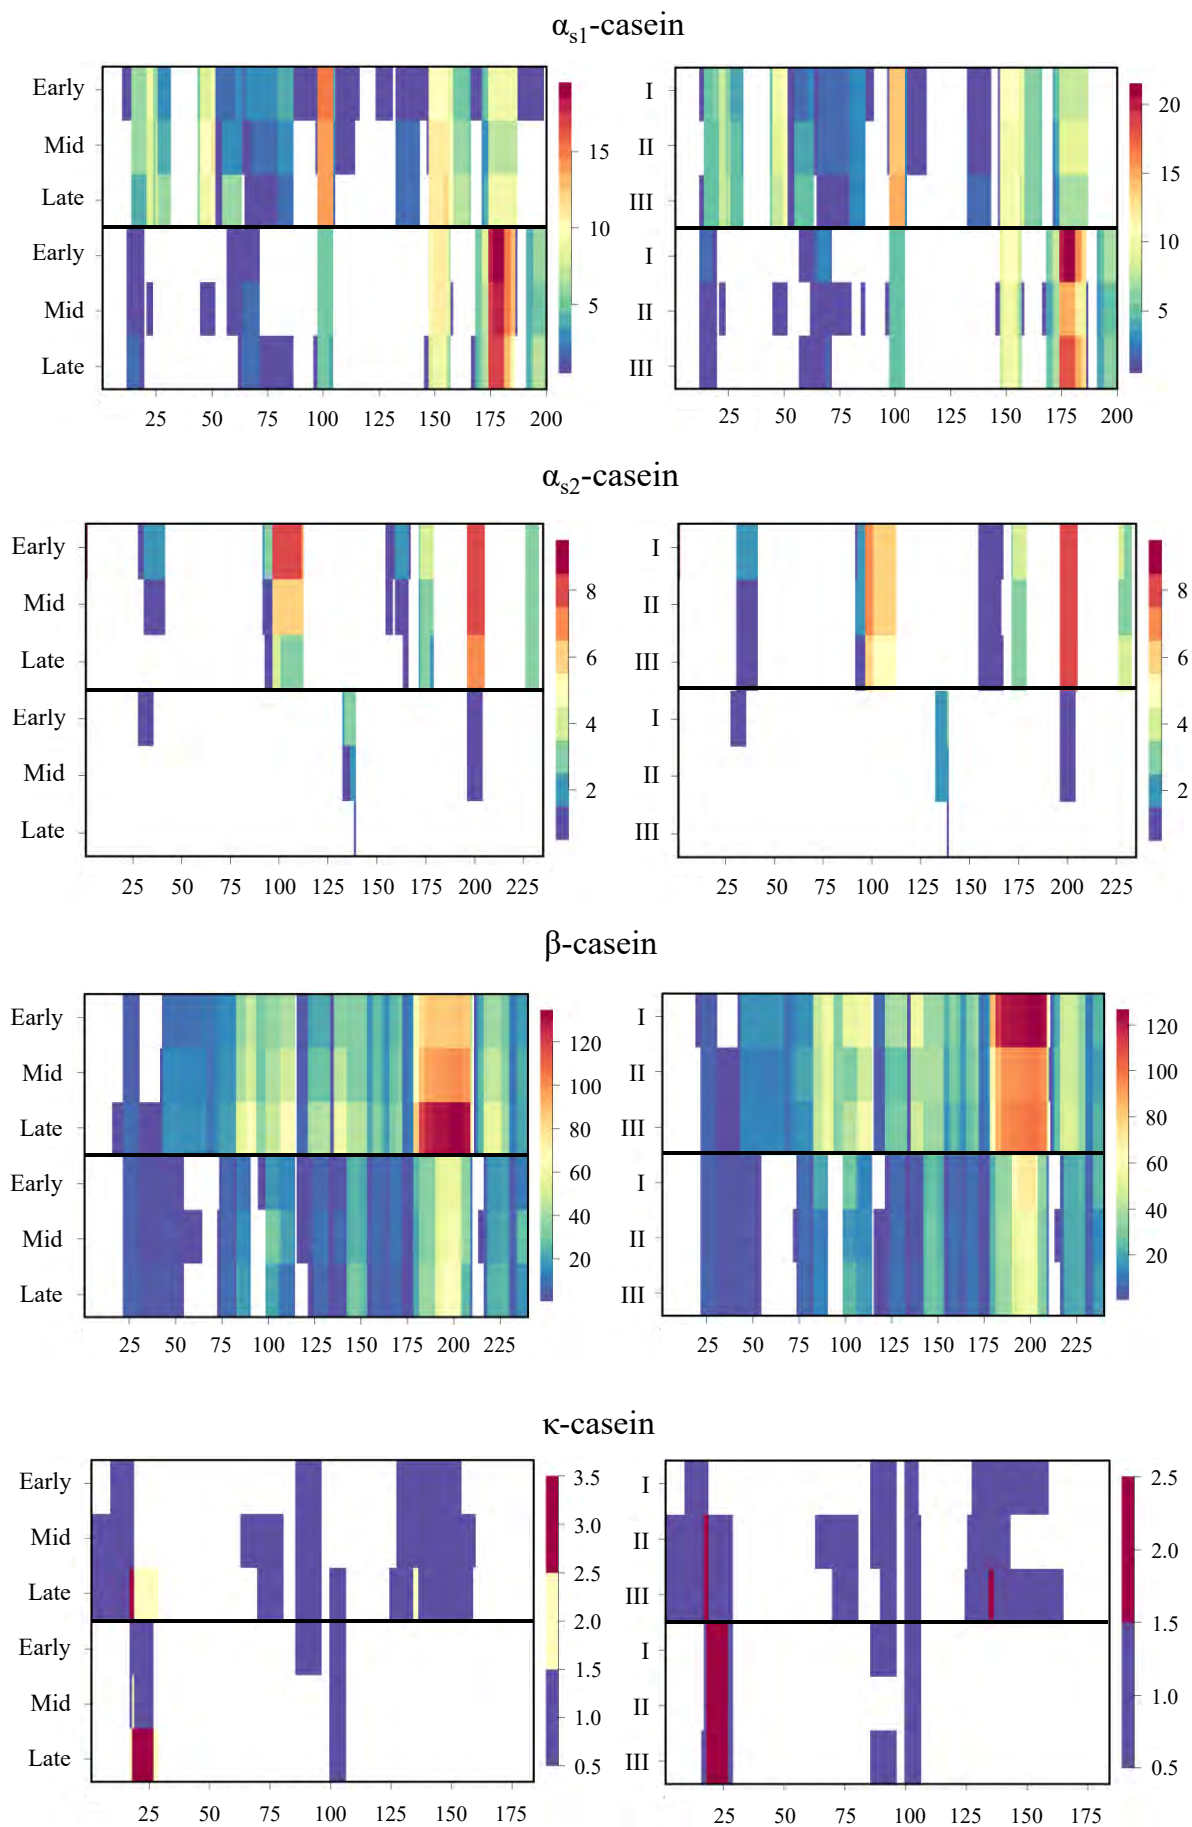 αs1-casein
Early
Mid
Late
Early
Mid
Late
25 50 75 100 125 150 175 200
15
10
5
I
II
III
I
II
III
25 50 75 100 125 150 175 200
20
15
10
5
αs2-casein
Early
Mid
Late
Early
Mid
Late
25 50 75 100 125 150 175 200 225
8
6
4
2
I
II
III
I
II
III
25 50 75 100 125 150 175 200 225
8
6
4
2
β-casein
Early
Mid
Late
Early
Mid
Late
25 50 75 100 125 150 175 200 225
120
100
80
60
40
20
I
II
III
I
II
III
25 50 75 100 125 150 175 200 225
120
100
80
60
40
20
κ-casein
Early
Mid
Late
Early
Mid
Late
25 50 75 100 125 150 175
3.5
3.0
2.5
2.0
1.5
1.0
0.5
I
II
III
I
II
III
25 50 75 100 125 150 175
2.5
2.0
1.5
1.0
0.5